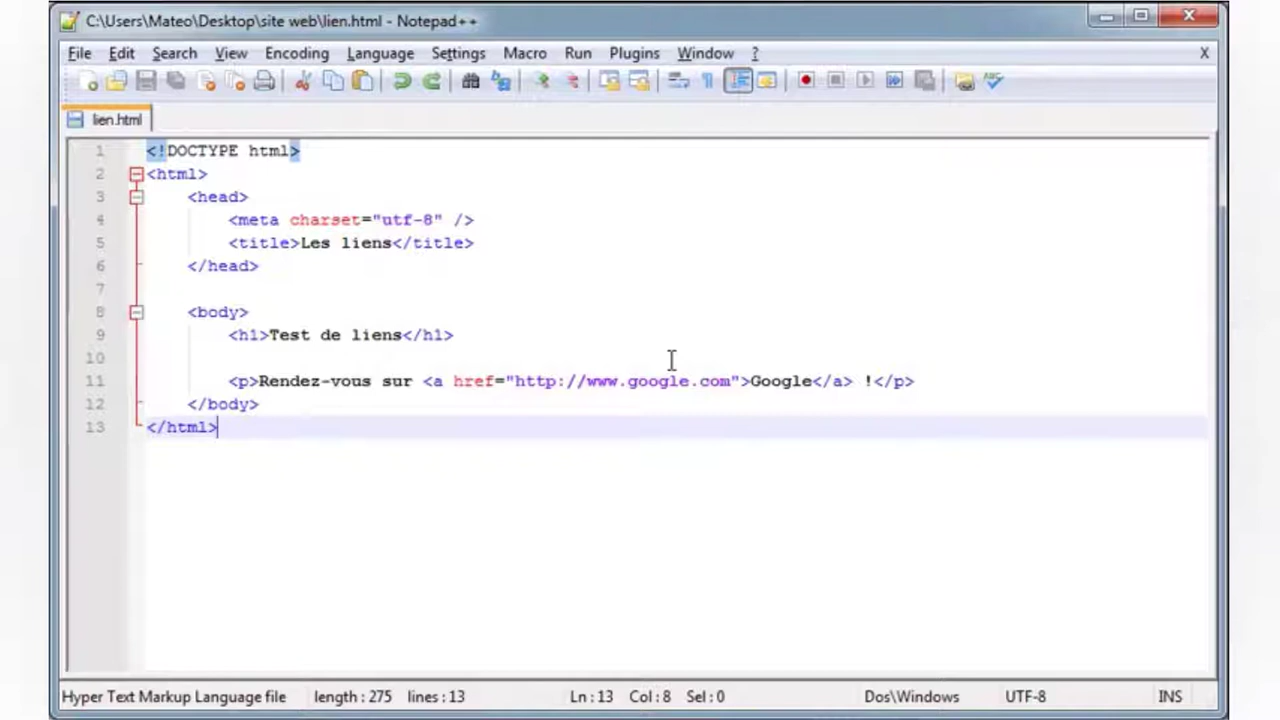 C:\Users\Mateo\Desktop\site web\lien.html - Notepad++
File Edit Search View Encoding Language Settings Macro Run Plugins Window ? X
lien.html
1 <!DOCTYPE html>
2 <html>
3 <head>
4 <meta charset="utf-8" />
5 <title>Les liens</title>
6 </head>
7
8 <body>
9 <h1>Test de liens</h1>
10
11 <p>Rendez-vous sur <a href="http://www.google.com">Google</a> !</p>
12 </body>
13 </html>
Hyper Text Markup Language file length : 275 lines : 13 Ln : 13 Col : 8 Sel : 0 Dos\Windows UTF-8 INS